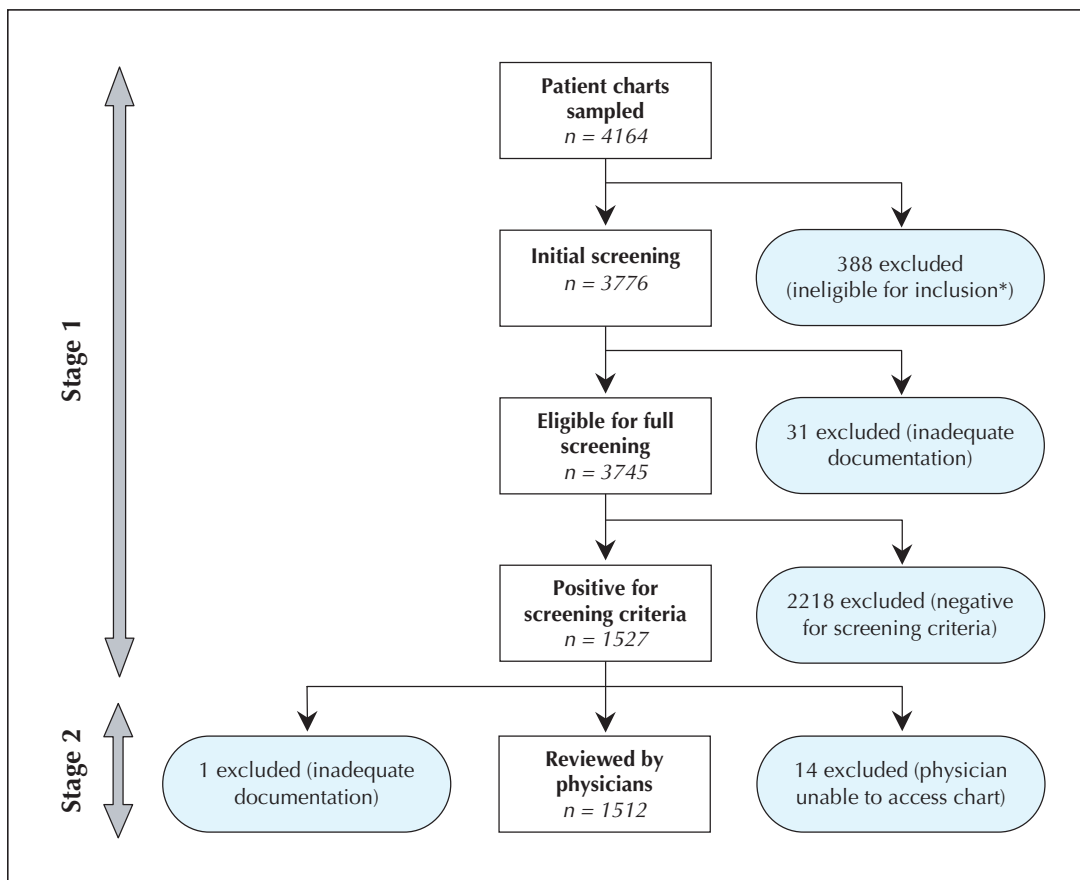 Patient charts
sampled
n = 4164
Initial screening
n = 3776
388 excluded
(ineligible for inclusion*)
Stage 1
Eligible for full
screening
n = 3745
31 excluded (inadequate
documentation)
Positive for
screening criteria
n = 1527
2218 excluded (negative
for screening criteria)
Stage 2
1 excluded (inadequate
documentation)
Reviewed by
physicians
n = 1512
14 excluded (physician
unable to access chart)